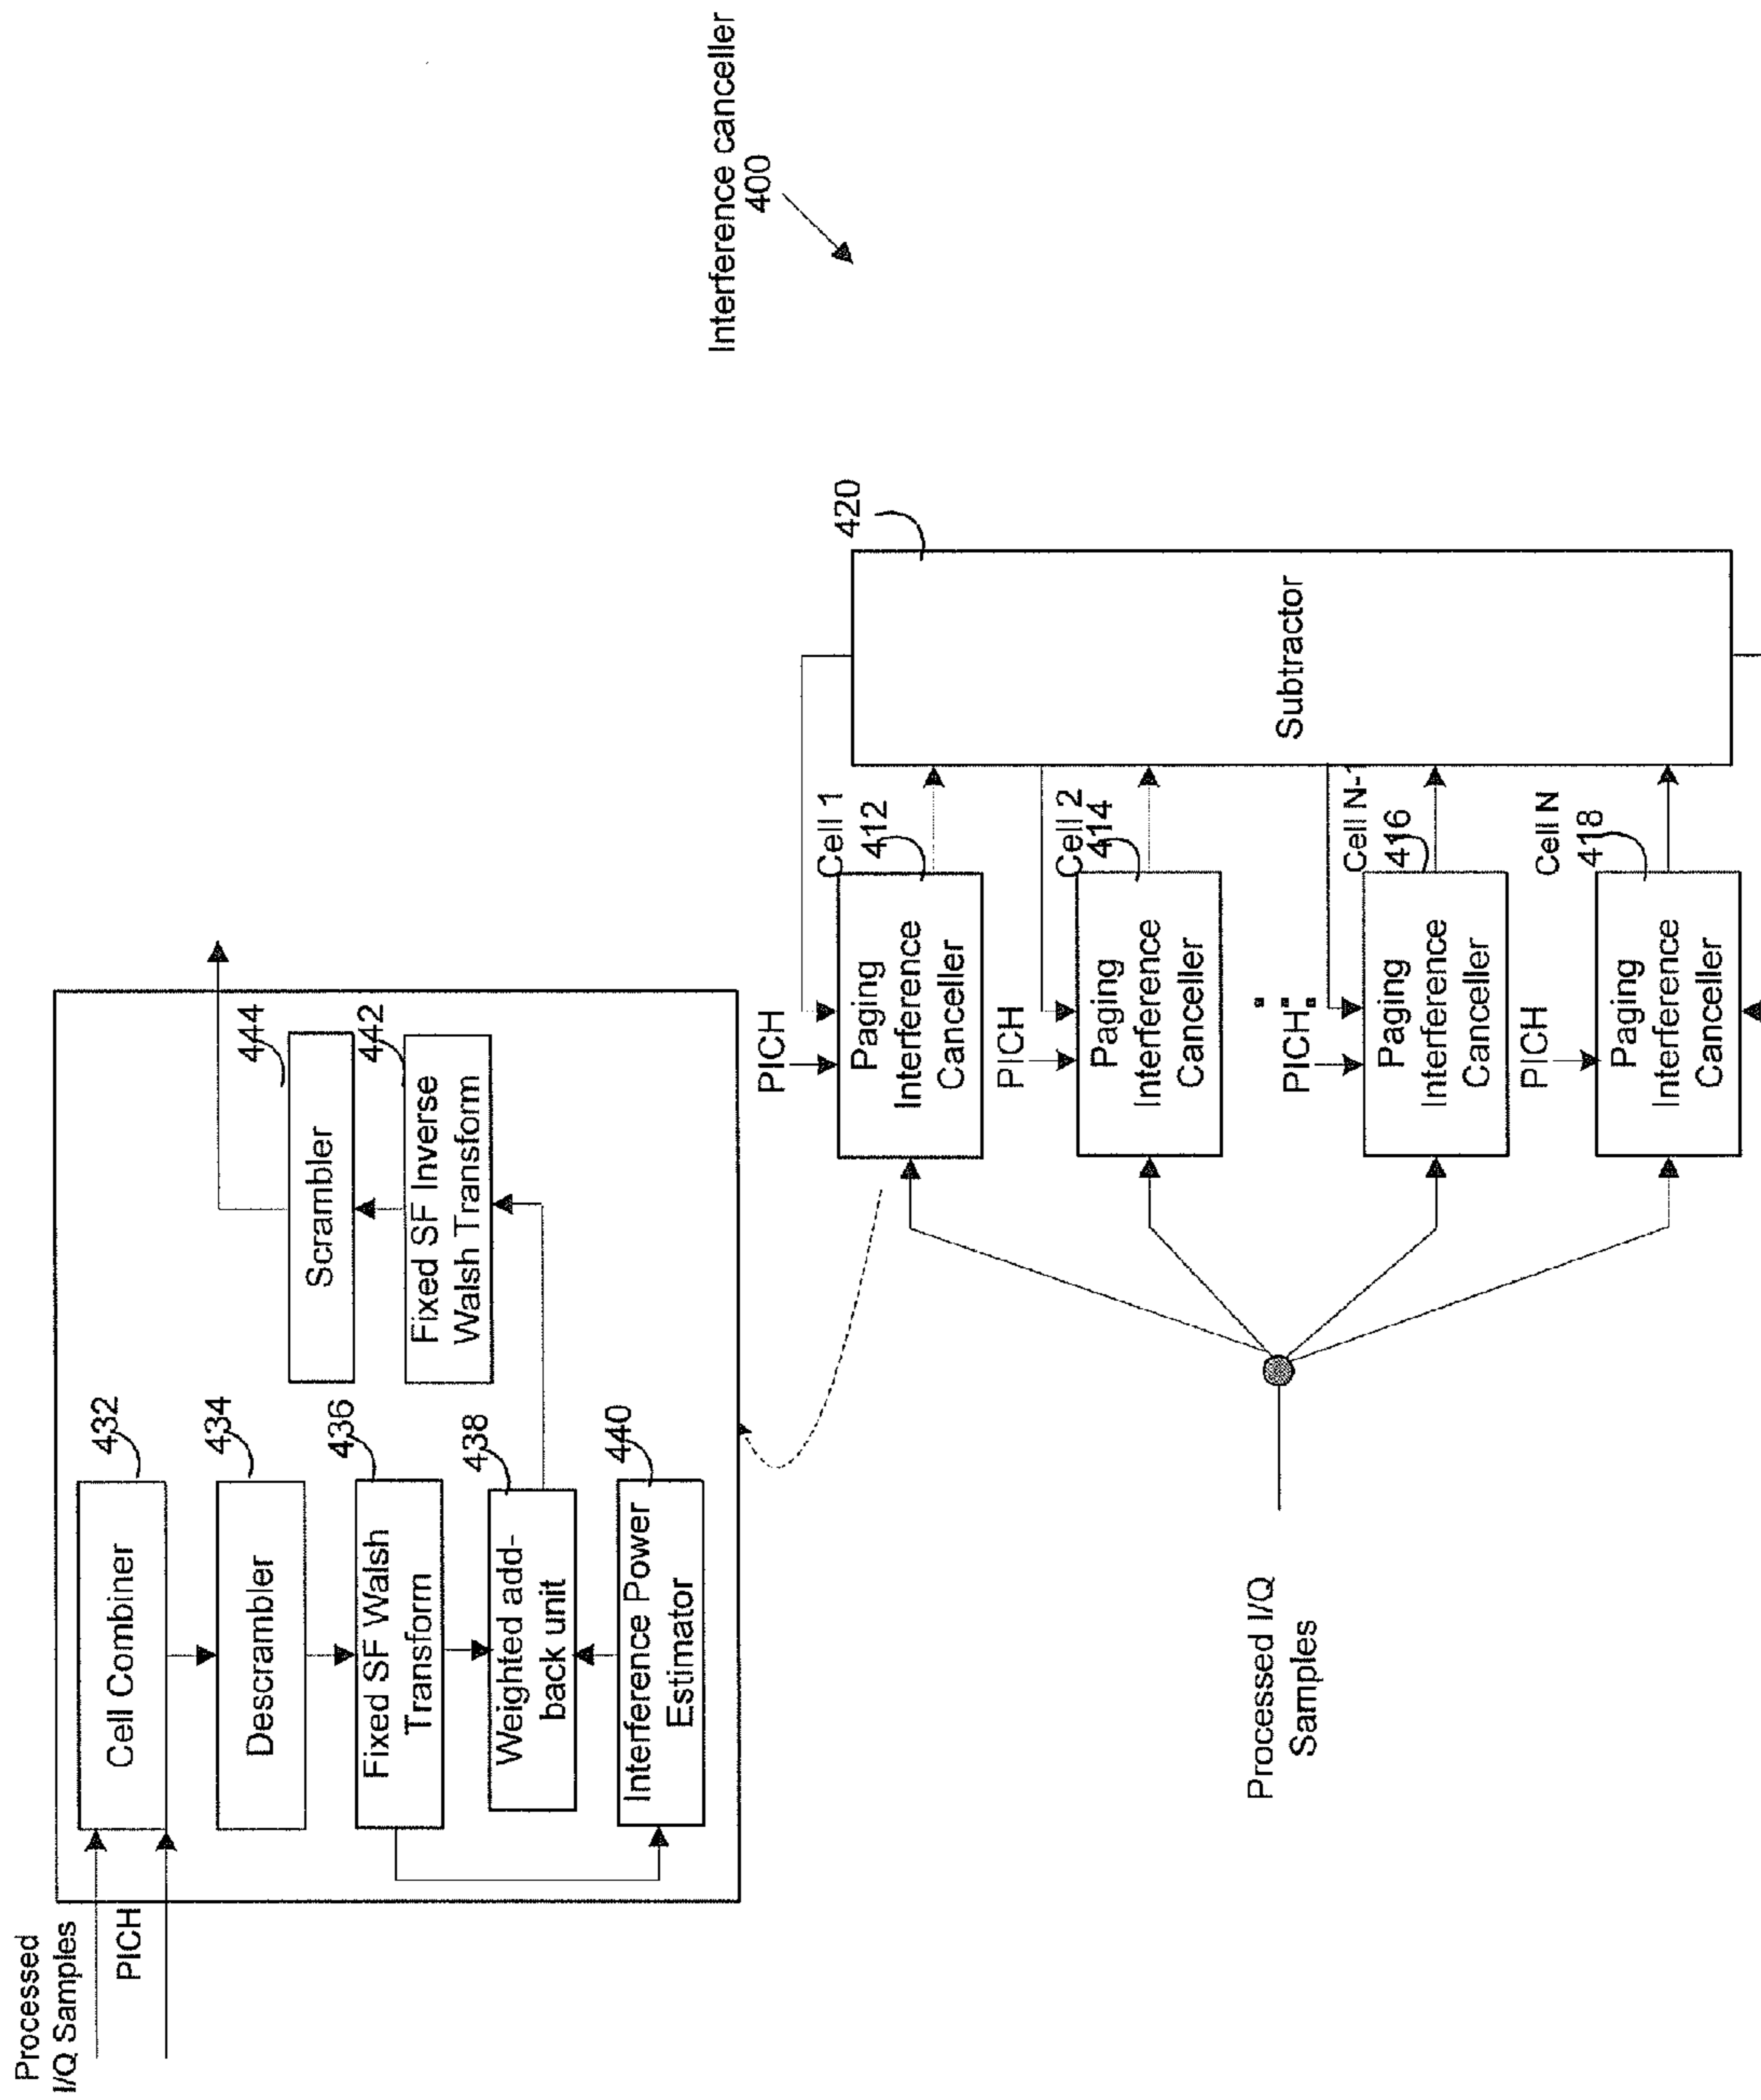 Interference canceller
400
Processed
I/Q Samples
PICH
Cell Combiner
432
Descrambler
434
Fixed SF Walsh
Transform
436
Weighted add-
back unit
438
Interference Power
Estimator
440
Fixed SF Inverse
Walsh Transform
442
Scrambler
444
Processed I/Q
Samples
PICH
Paging
Interference
Canceller
Cell 1
412
PICH
Paging
Interference
Canceller
Cell 2
414
PICH
Paging
Interference
Canceller
Cell N-1
416
PICH
Paging
Interference
Canceller
Cell N
418
Subtractor
420